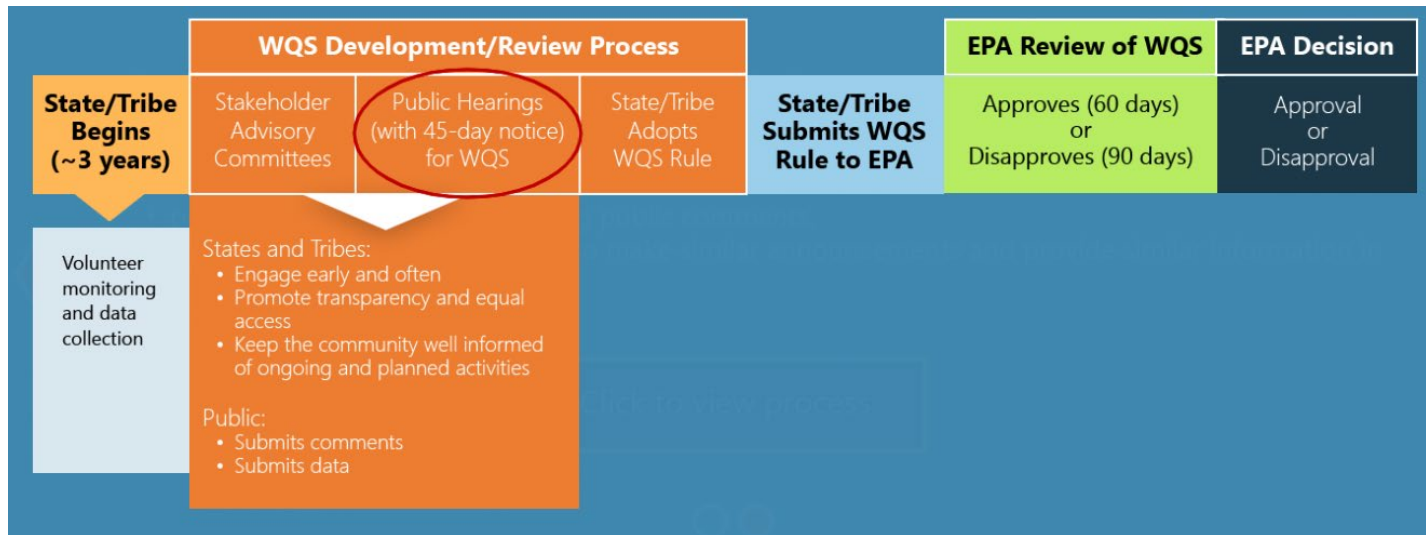 WQS Development/Review Process
EPA Review of WQS
EPA Decision
State/Tribe
Begins
(~3 years)
Stakeholder
Advisory
Committees
Public Hearings
(with 45-day notice)
for WQS
State/Tribe
Adopts
WQS Rule
State/Tribe
Submits WQS
Rule to EPA
Approves (60 days)
or
Disapproves (90 days)
Approval
or
Disapproval
Volunteer
monitoring
and data
collection
States and Tribes:
• Engage early and often
• Promote transparency and equal
access
• Keep the community well informed
of ongoing and planned activities
Public:
• Submits comments
• Submits data
Click to view process